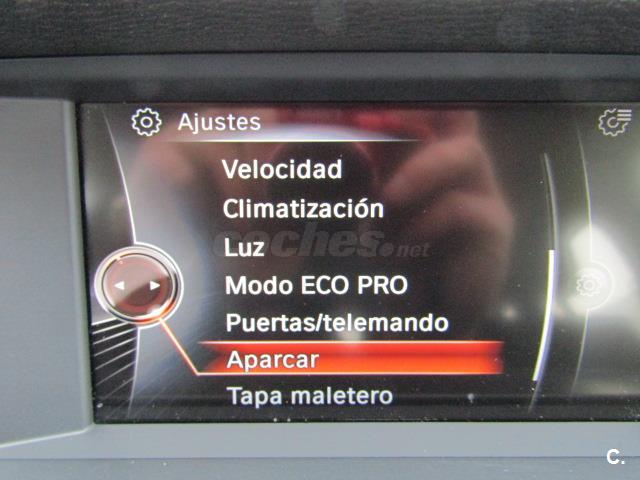 Ajustes
Velocidad
Climatización
Luz
coches.net
Modo ECO PRO
Puertas/telemando
Aparcar
Tapa maletero
C.